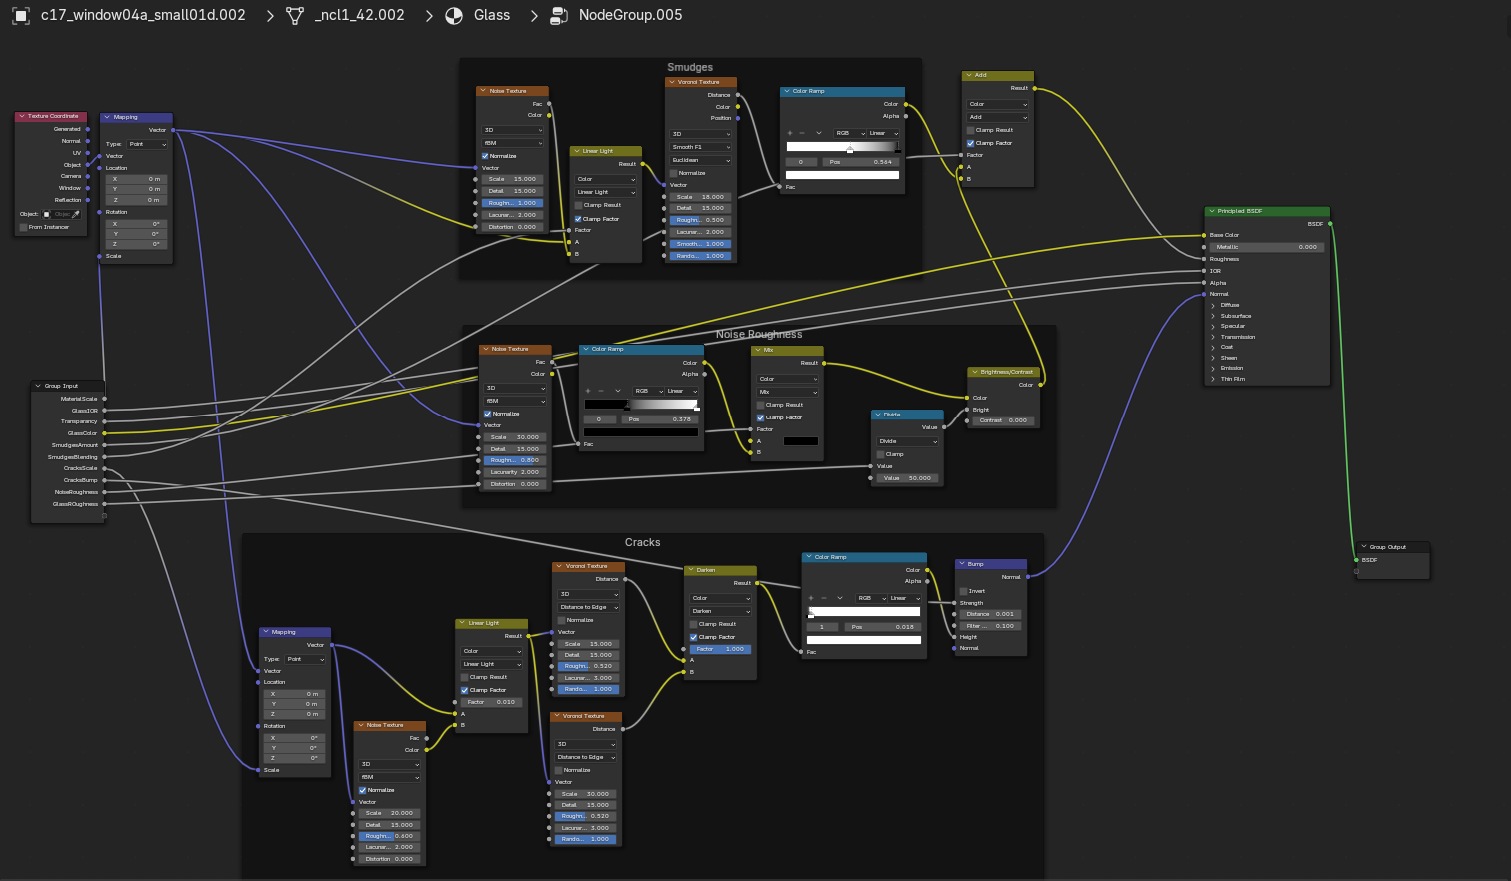 c17_window04a_small01d.002 > _ncl1_42.002 > Glass > NodeGroup.005
Texture Coordinate
Generated
Normal
UV
Object
Camera
Window
Reflection
Object:
From Instancer
Mapping
Vector
Type: Point
Vector
Location
X 0 m
Y 0 m
Z 0 m
Rotation
X 0°
Y 0°
Z 0°
Scale
Group Input
MaterialScale
GlassIOR
Transparency
GlassColor
SmudgesAmount
SmudgesBlending
CracksScale
CracksBump
NoiseRoughness
GlassROughness
Smudges
Noise Texture
Fac
Color
3D
fBM
Normalize
Vector
Scale 15.000
Detail 15.000
Roughn... 1.000
Lacunar... 2.000
Distortion 0.000
Linear Light
Result
Color
Linear Light
Clamp Result
Clamp Factor
Factor
A
B
Voronoi Texture
Distance
Color
Position
3D
Smooth F1
Euclidean
Normalize
Vector
Scale 18.000
Detail 15.000
Roughn... 0.500
Lacunar... 2.000
Smooth... 1.000
Rando... 1.000
Color Ramp
Color
Alpha
+ − RGB Linear
0 Pos 0.564
Fac
Add
Result
Color
Add
Clamp Result
Clamp Factor
Factor
A
B
Principled BSDF
BSDF
Base Color
Metallic 0.000
Roughness
IOR
Alpha
Normal
Diffuse
Subsurface
Specular
Transmission
Coat
Sheen
Emission
Thin Film
Noise Roughness
Noise Texture
Fac
Color
3D
fBM
Normalize
Vector
Scale 30.000
Detail 15.000
Roughn... 0.800
Lacunarity 2.000
Distortion 0.000
Color Ramp
Color
Alpha
+ − RGB Linear
0 Pos 0.378
Fac
Mix
Result
Color
Mix
Clamp Result
Clamp Factor
Factor
A
B
Divide
Value
Divide
Clamp
Value
Value 50.000
Brightness/Contrast
Color
Color
Bright
Contrast 0.000
Group Output
BSDF
Cracks
Mapping
Vector
Type: Point
Vector
Location
X 0 m
Y 0 m
Z 0 m
Rotation
X 0°
Y 0°
Z 0°
Scale
Noise Texture
Fac
Color
3D
fBM
Normalize
Vector
Scale 20.000
Detail 15.000
Roughn... 0.600
Lacunar... 2.000
Distortion 0.000
Linear Light
Result
Color
Linear Light
Clamp Result
Clamp Factor
Factor 0.010
A
B
Voronoi Texture
Distance
3D
Distance to Edge
Normalize
Vector
Scale 15.000
Detail 15.000
Roughn... 0.520
Lacunar... 3.000
Rando... 1.000
Voronoi Texture
Distance
3D
Distance to Edge
Normalize
Vector
Scale 30.000
Detail 15.000
Roughn... 0.520
Lacunar... 3.000
Rando... 1.000
Darken
Result
Color
Darken
Clamp Result
Clamp Factor
Factor 1.000
A
B
Color Ramp
Color
Alpha
+ − RGB Linear
1 Pos 0.018
Fac
Bump
Normal
Invert
Strength
Distance 0.001
Filter ... 0.100
Height
Normal